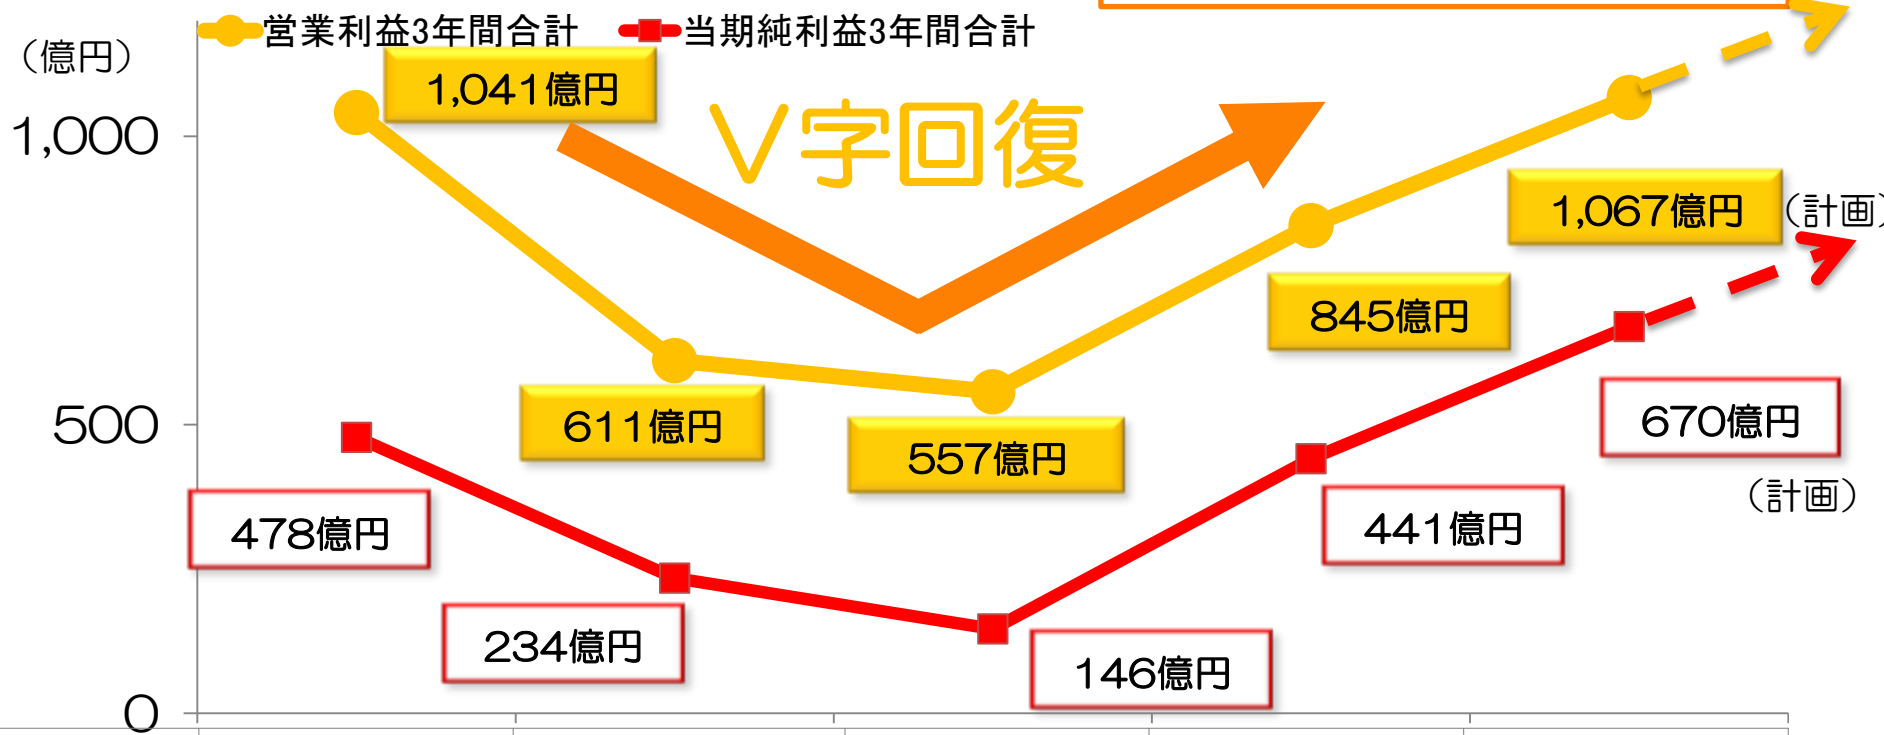 営業利益3年間合計
当期純利益3年間合計
（億円）
1,041億円
V字回復
1,000
1,067億円
（計画）
845億円
611億円
557億円
500
670億円
（計画）
478億円
441億円
234億円
146億円
0